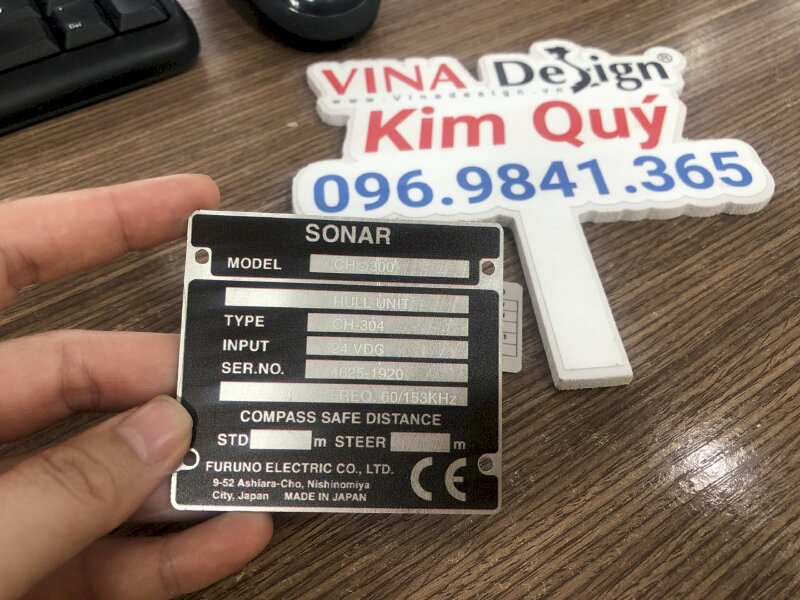 VINA Design®
www.Vinadesign.vn
Kim Quý
096.9841.365
SONAR
MODEL CH-300
HULL UNIT
TYPE CH-304
INPUT 24 VDG
SER.NO. 4625-1920
FREQ. 60/153KHz
COMPASS SAFE DISTANCE
STD m STEER m
FURUNO ELECTRIC CO., LTD.
9-52 Ashiara-Cho, Nishinomiya
City, Japan MADE IN JAPAN
CE
Del